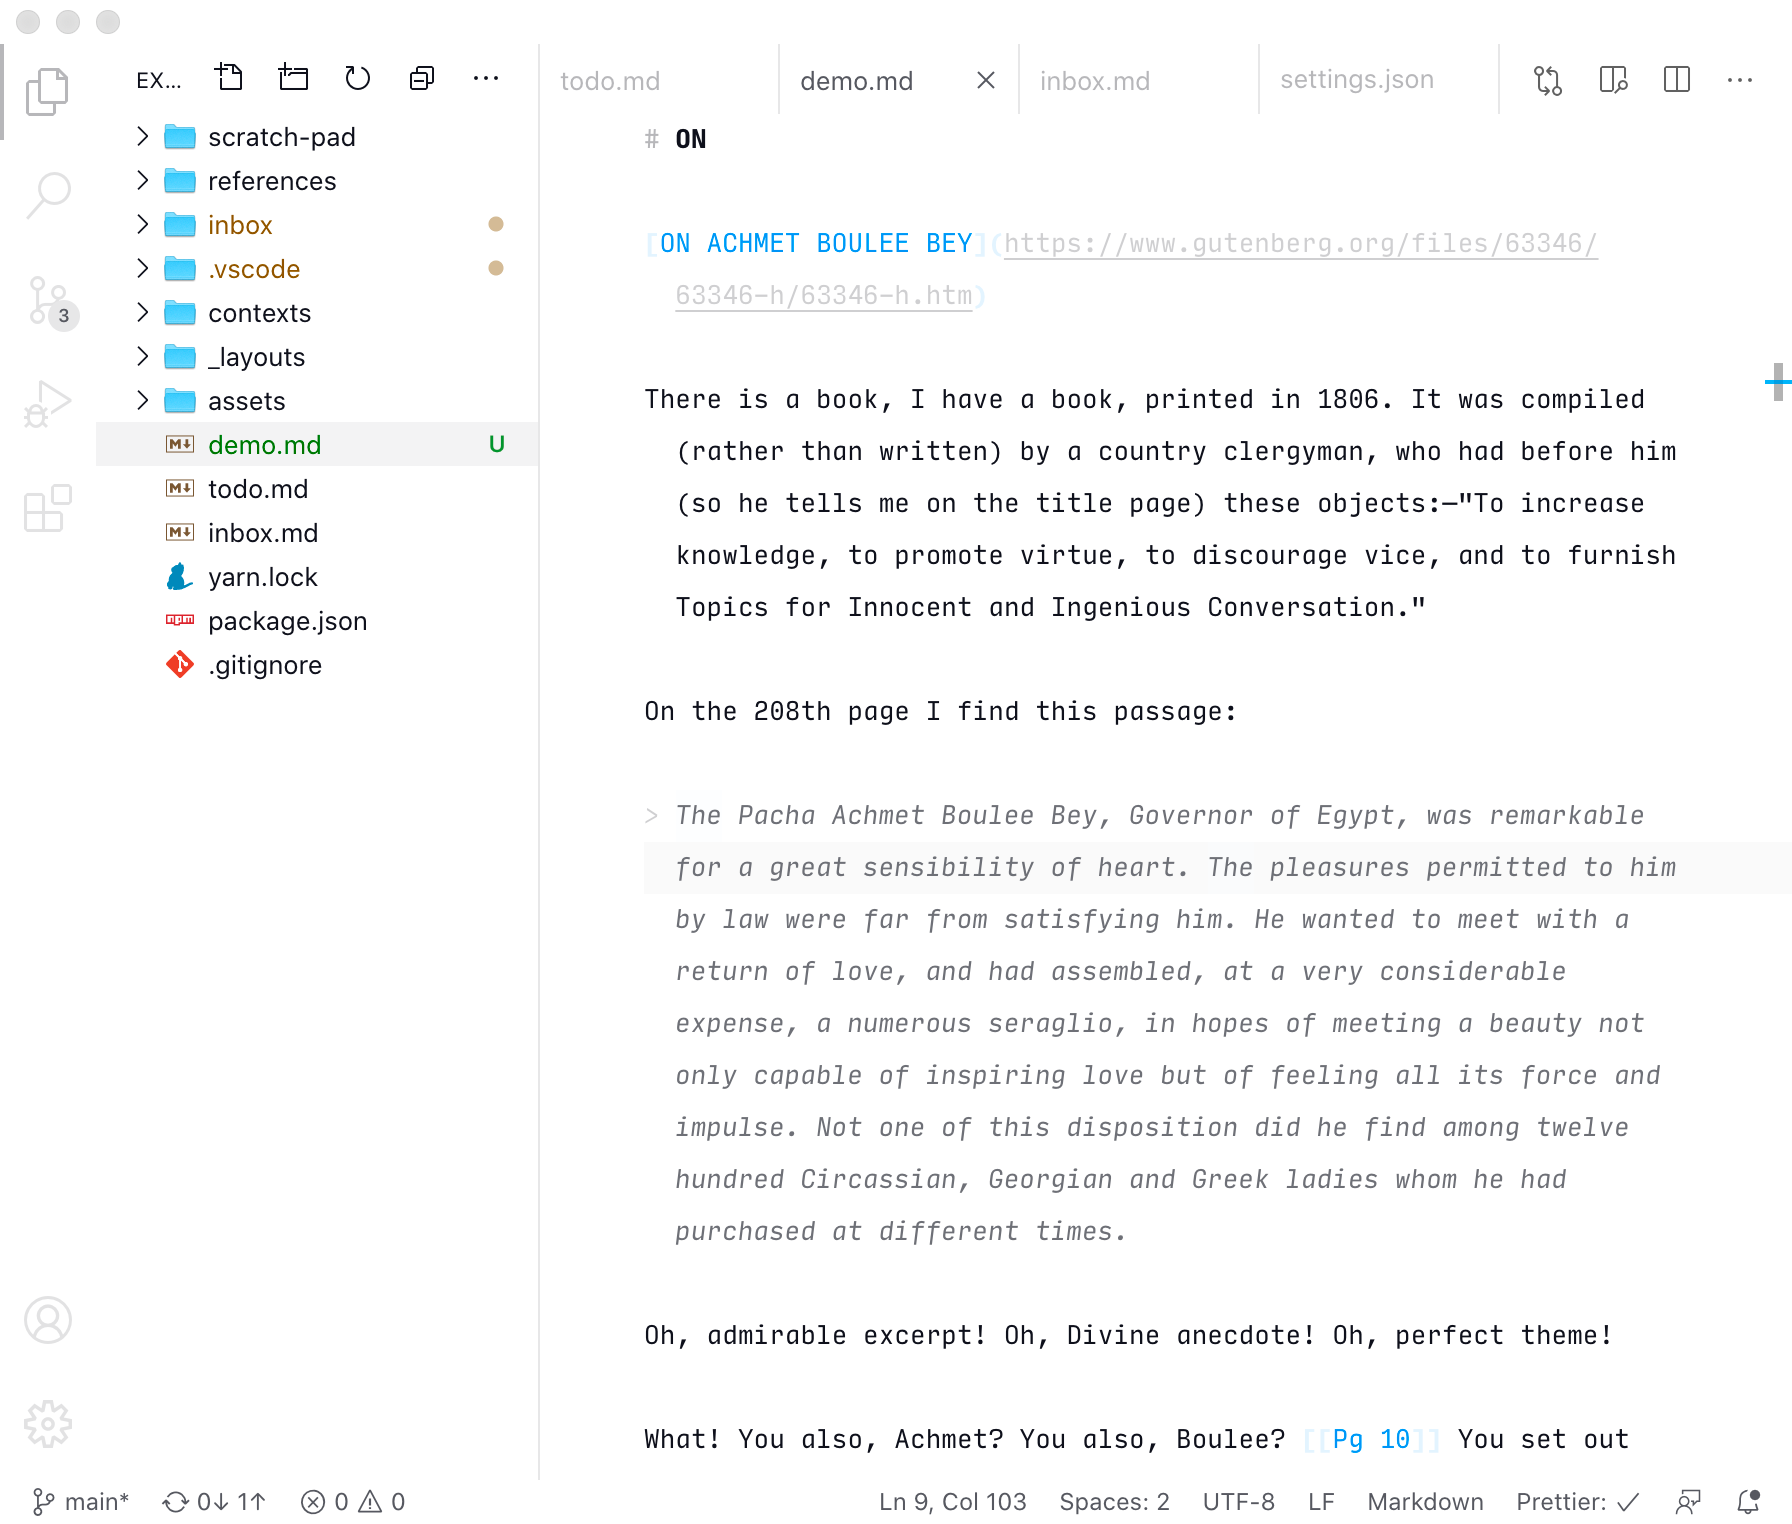 EX...
todo.md
demo.md
inbox.md
settings.json
scratch-pad
references
inbox
.vscode
3
contexts
_layouts
assets
demo.md U
todo.md
inbox.md
yarn.lock
package.json
.gitignore
# ON
[ON ACHMET BOULEE BEY](https://www.gutenberg.org/files/63346/
63346-h/63346-h.htm)
There is a book, I have a book, printed in 1806. It was compiled
(rather than written) by a country clergyman, who had before him
(so he tells me on the title page) these objects:—"To increase
knowledge, to promote virtue, to discourage vice, and to furnish
Topics for Innocent and Ingenious Conversation."
On the 208th page I find this passage:
> The Pacha Achmet Boulee Bey, Governor of Egypt, was remarkable
for a great sensibility of heart. The pleasures permitted to him
by law were far from satisfying him. He wanted to meet with a
return of love, and had assembled, at a very considerable
expense, a numerous seraglio, in hopes of meeting a beauty not
only capable of inspiring love but of feeling all its force and
impulse. Not one of this disposition did he find among twelve
hundred Circassian, Georgian and Greek ladies whom he had
purchased at different times.
Oh, admirable excerpt! Oh, Divine anecdote! Oh, perfect theme!
What! You also, Achmet? You also, Boulee? [[Pg 10]] You set out
main* 0↓ 1↑ 0 0 Ln 9, Col 103 Spaces: 2 UTF-8 LF Markdown Prettier: ✓